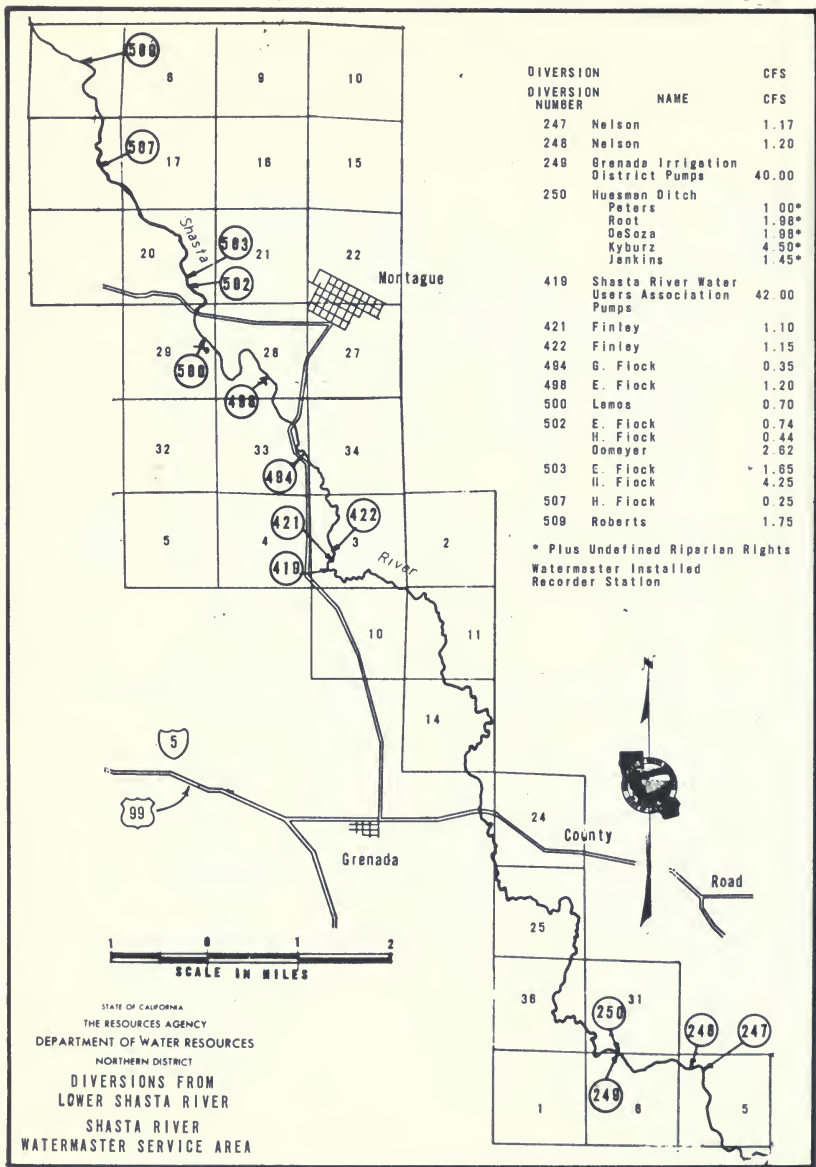 DIVERSION CFS
DIVERSION NUMBER NAME CFS
247 Nelson 1.17
248 Nelson 1.20
249 Grenada Irrigation
District Pumps 40.00
250 Huesman Ditch
Peters 1 00*
Root 1.98*
DeSoza 1.98*
Kyburz 4.50*
Jenkins 1.45*
419 Shasta River Water
Users Association 42.00
Pumps
421 Finley 1.10
422 Finley 1.15
494 G. Fiock 0.35
498 E. Fiock 1.20
500 Lemos 0.70
502 E. Fiock 0.74
H. Fiock 0.44
Domeyer 2.62
503 E. Fiock 1.65
H. Fiock 4.25
507 H. Fiock 0.25
509 Roberts 1.75
* Plus Undefined Riparian Rights
Watermaster Installed
Recorder Station
509
8 9 10
507
17 16 15
Shasta
503
20 21 22
502
Montague
29 28 27
500
498
32 33 34
494
421 422
5 4 3 2
River
419
10 11
14
N
5
99
24
County
Grenada
Road
25
1 0 1 2
SCALE IN MILES
36 31
250 248 247
249
1 6 5
STATE OF CALIFORNIA
THE RESOURCES AGENCY
DEPARTMENT OF WATER RESOURCES
NORTHERN DISTRICT
DIVERSIONS FROM
LOWER SHASTA RIVER
SHASTA RIVER
WATERMASTER SERVICE AREA